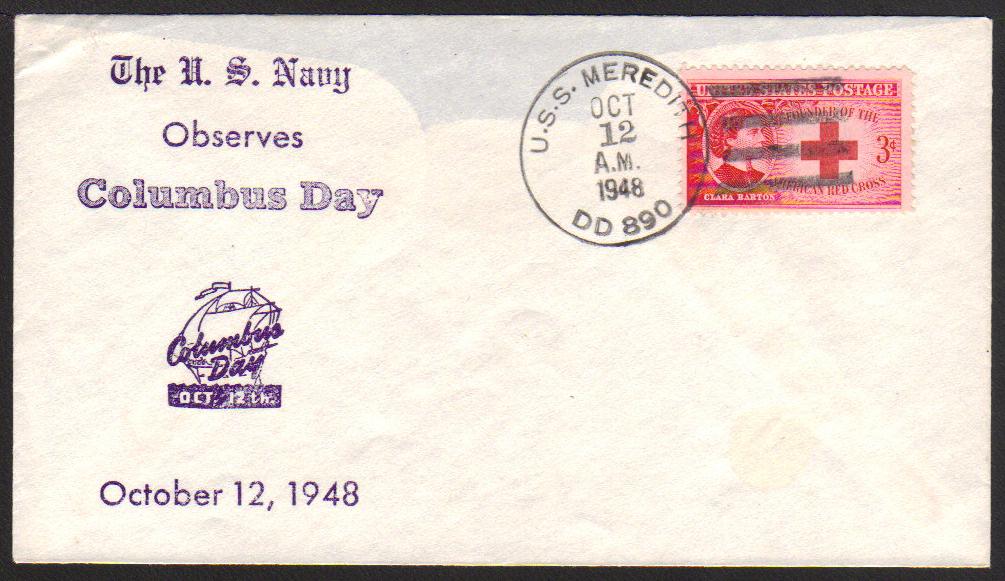 The U. S. Navy
Observes
Columbus Day
Columbus
Day
OCT. 12th.
October 12, 1948
U.S.S. MEREDITH
OCT
12
A.M.
1948
DD 890
UNITED STATES POSTAGE
FOUNDER OF THE
3¢
AMERICAN RED CROSS
CLARA BARTON